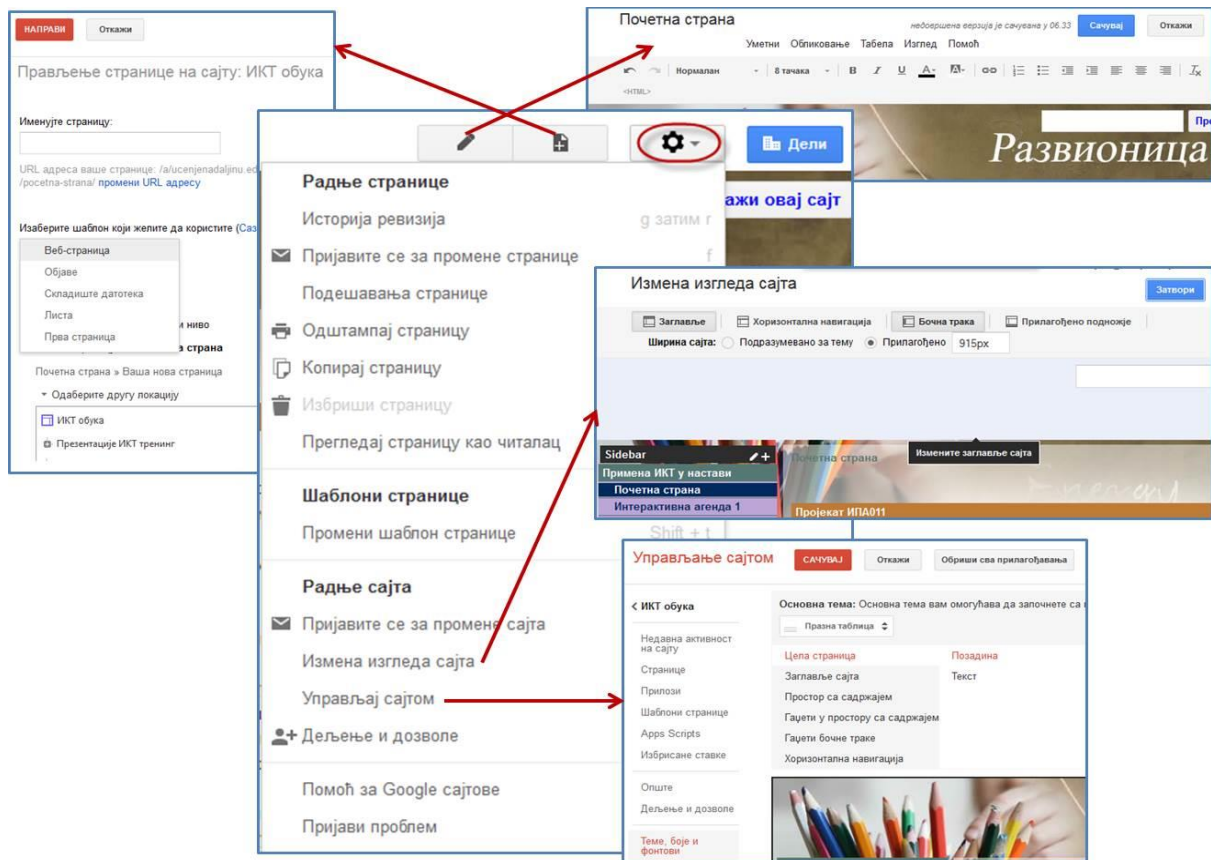 НАПРАВИ
Откажи
Прављење странице на сајту: ИКТ обука
Именујте страницу:
URL адреса ваше странице: /a/ucenjenadaljinu.ed
/pocetna-strana/ промени URL адресу
Изаберите шаблон који желите да користите (Саз
Веб-страница
Објаве
Складиште датотека
Листа
Прва страница
и ниво
а страна
Почетна страна » Ваша нова страница
Одаберите другу локацију
ИКТ обука
Презентације ИКТ тренинг
Почетна страна
недовршена верзија је сачувана у 06.33
Сачувај
Откажи
Уметни Обликовање Табела Изглед Помоћ
Нормалан
8 тачака
B I U A A
<HTML>
Пре
Развионица
Дели
ажи овај сајт
Радње странице
Историја ревизија g затим r
Пријавите се за промене странице f
Подешавања странице
Одштампај страницу
Копирај страницу
Избриши страницу
Прегледај страницу као читалац
Шаблони странице
Промени шаблон странице Shift + t
Радње сајта
Пријавите се за промене сајта
Измена изгледа сајта
Управљај сајтом
Дељење и дозволе
Помоћ за Google сајтове
Пријави проблем
Измена изгледа сајта
Затвори
Заглавље
Хоризонтална навигација
Бочна трака
Прилагођено подножје
Ширина сајта: Подразумевано за тему Прилагођено 915px
Измените заглавље сајта
Sidebar
Почетна страна
Примена ИКТ у настави
Почетна страна
Интерактивна агенда 1
Пројекат ИПА011
Управљање сајтом
САЧУВАЈ
Откажи
Обриши сва прилагођавања
ИКТ обука
Недавна активност
на сајту
Странице
Прилози
Шаблони странице
Apps Scripts
Избрисане ставке
Опште
Дељење и дозволе
Теме, боје и
фонтови
Основна тема: Основна тема вам омогућава да започнете са
Празна таблица
Цела страница
Заглавље сајта
Простор са садржајем
Гаџети у простору са садржајем
Гаџети бочне траке
Хоризонтална навигација
Позадина
Текст